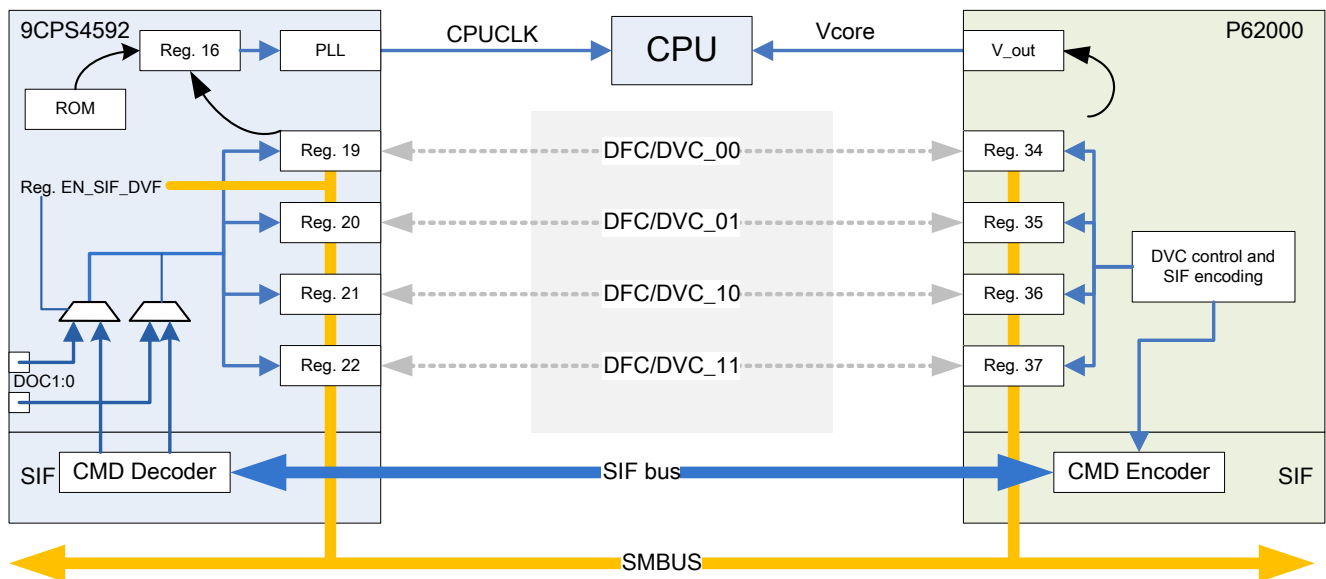 9CPS4592
P62000
Reg. 16
PLL
CPUCLK
CPU
Vcore
V_out
ROM
Reg. 19
DFC/DVC_00
Reg. 34
Reg. EN_SIF_DVF
Reg. 20
DFC/DVC_01
Reg. 35
DVC control and
SIF encoding
Reg. 21
DFC/DVC_10
Reg. 36
Reg. 22
DFC/DVC_11
Reg. 37
DOC1:0
SIF
CMD Decoder
SIF bus
CMD Encoder
SIF
SMBUS